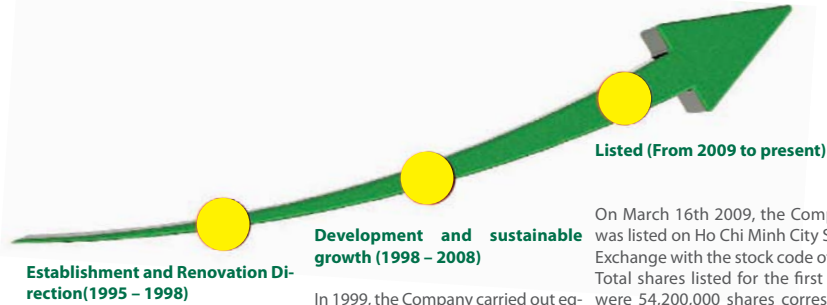 Establishment and Renovation Di-
rection(1995 – 1998)
Development and sustainable
growth (1998 – 2008)
In 1999, the Company carried out eq-
Listed (From 2009 to present)
On March 16th 2009, the Comp
was listed on Ho Chi Minh City S
Exchange with the stock code o
Total shares listed for the first
were 54,200,000 shares corres